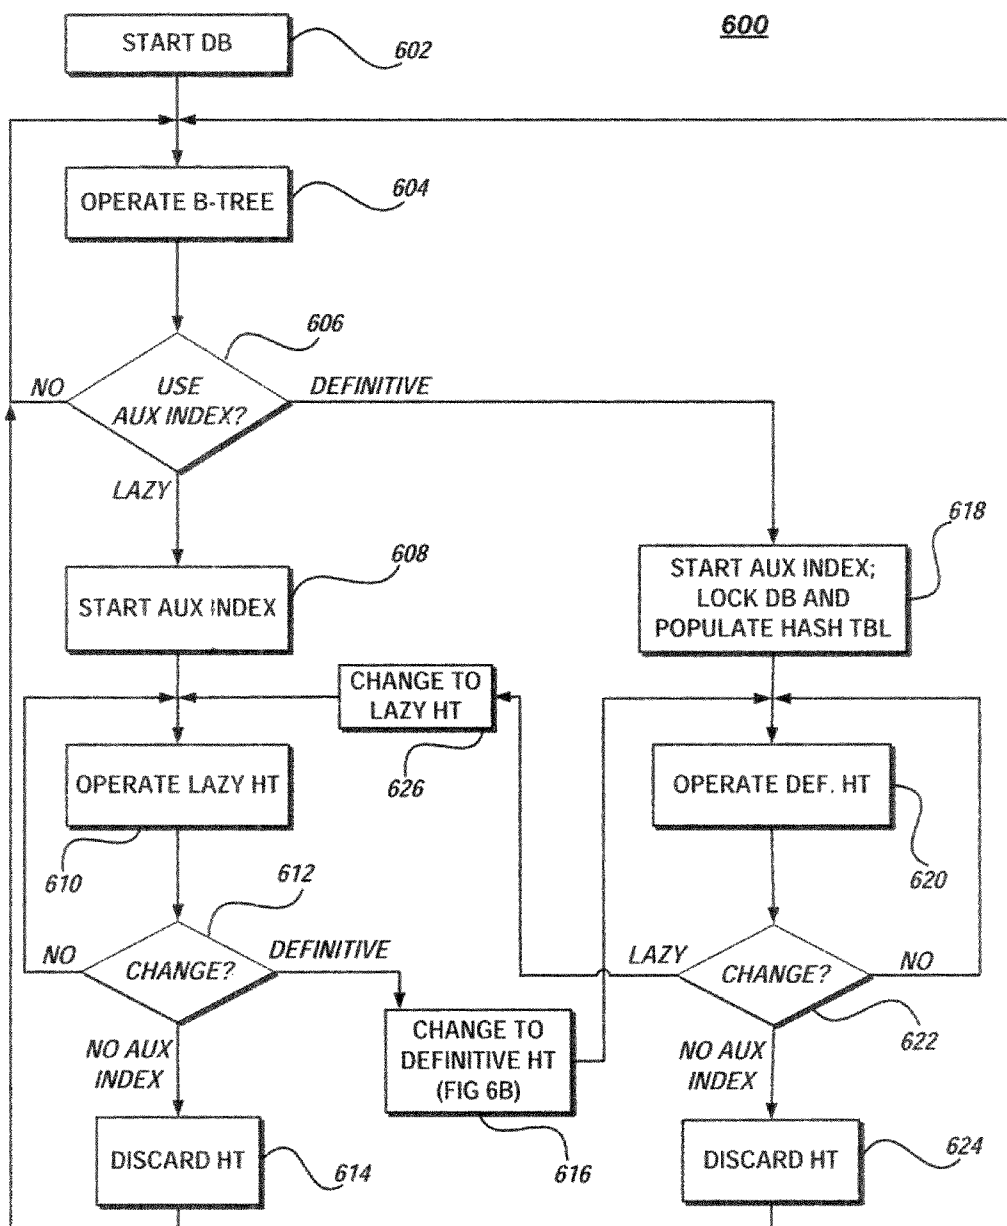 600
START DB
602
OPERATE B-TREE
604
606
USE
AUX INDEX?
NO
DEFINITIVE
LAZY
608
START AUX INDEX
618
START AUX INDEX;
LOCK DB AND
POPULATE HASH TBL
CHANGE TO
LAZY HT
626
OPERATE LAZY HT
610
OPERATE DEF. HT
620
612
NO
CHANGE?
DEFINITIVE
LAZY
CHANGE?
NO
622
NO AUX
INDEX
CHANGE TO
DEFINITIVE HT
(FIG 6B)
616
NO AUX
INDEX
DISCARD HT
614
DISCARD HT
624